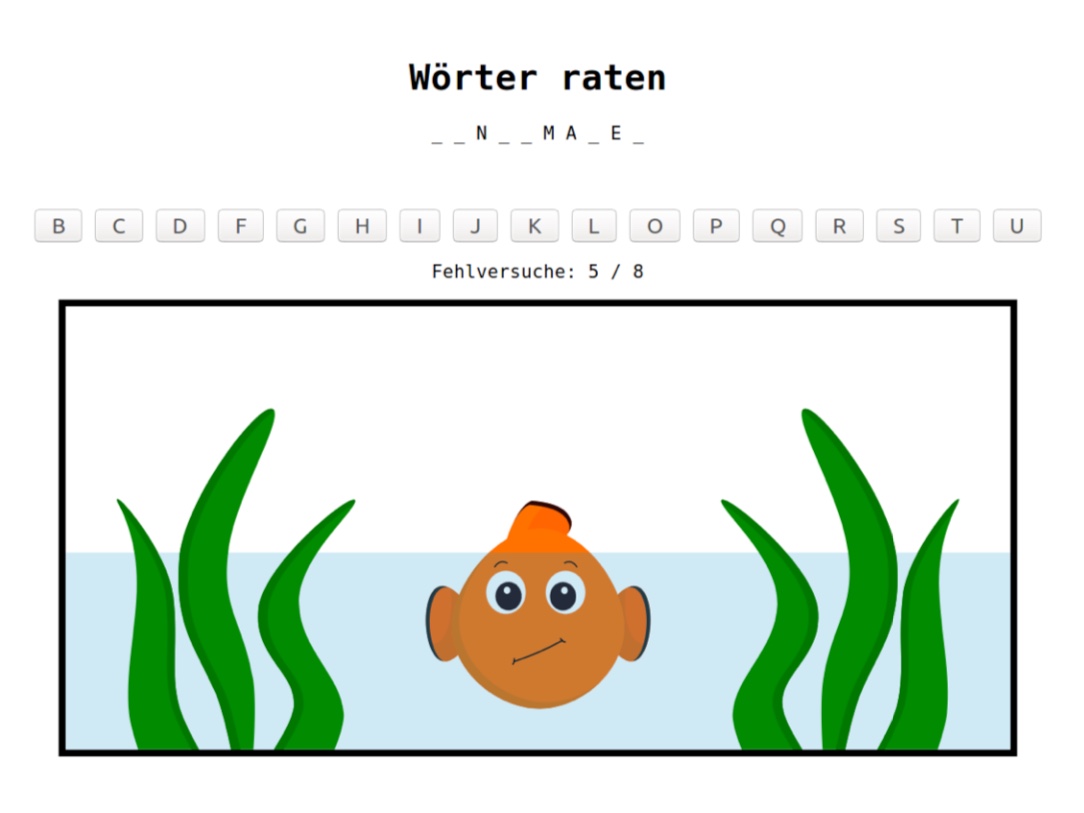 Wörter raten
_ _ N _ _ M A _ E _
B C D F G H I J K L O P Q R S T U
Fehlversuche: 5 / 8